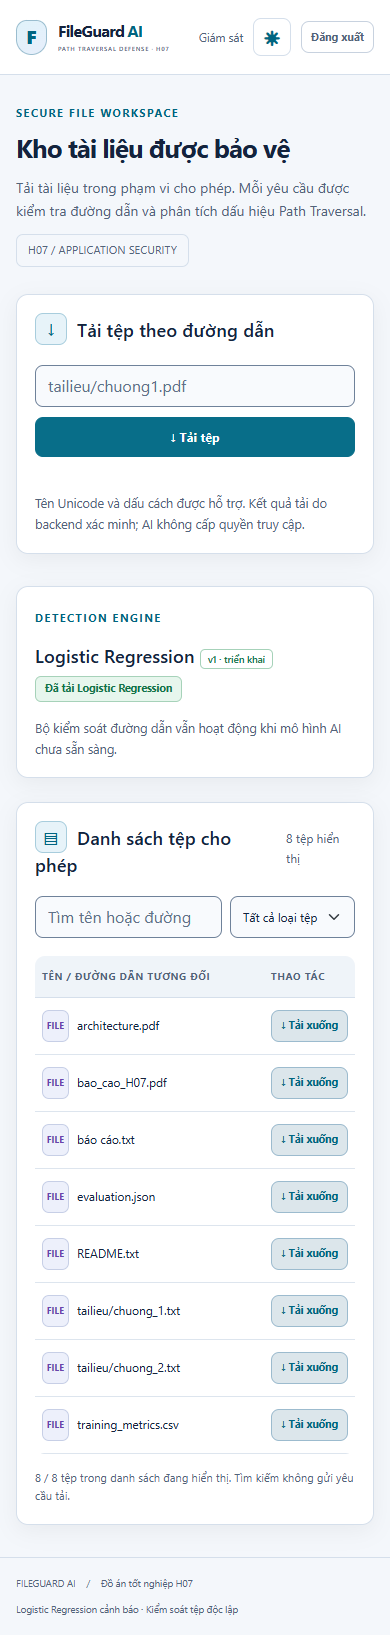 F
FileGuard AI
PATH TRAVERSAL DEFENSE · H07
Giám sát
Đăng xuất
SECURE FILE WORKSPACE
Kho tài liệu được bảo vệ
Tải tài liệu trong phạm vi cho phép. Mỗi yêu cầu được
kiểm tra đường dẫn và phân tích dấu hiệu Path Traversal.
H07 / APPLICATION SECURITY
↓ Tải tệp theo đường dẫn
tailieu/chuong1.pdf
↓ Tải tệp
Tên Unicode và dấu cách được hỗ trợ. Kết quả tải do
backend xác minh; AI không cấp quyền truy cập.
DETECTION ENGINE
Logistic Regression v1 · triển khai
Đã tải Logistic Regression
Bộ kiểm soát đường dẫn vẫn hoạt động khi mô hình AI
chưa sẵn sàng.
Danh sách tệp cho
phép
8 tệp hiển
thị
Tìm tên hoặc đường
Tất cả loại tệp
TÊN / ĐƯỜNG DẪN TƯƠNG ĐỐI THAO TÁC
FILE architecture.pdf ↓ Tải xuống
FILE bao_cao_H07.pdf ↓ Tải xuống
FILE báo cáo.txt ↓ Tải xuống
FILE evaluation.json ↓ Tải xuống
FILE README.txt ↓ Tải xuống
FILE tailieu/chuong_1.txt ↓ Tải xuống
FILE tailieu/chuong_2.txt ↓ Tải xuống
FILE training_metrics.csv ↓ Tải xuống
8 / 8 tệp trong danh sách đang hiển thị. Tìm kiếm không gửi yêu
cầu tải.
FILEGUARD AI / Đồ án tốt nghiệp H07
Logistic Regression cảnh báo · Kiểm soát tệp độc lập